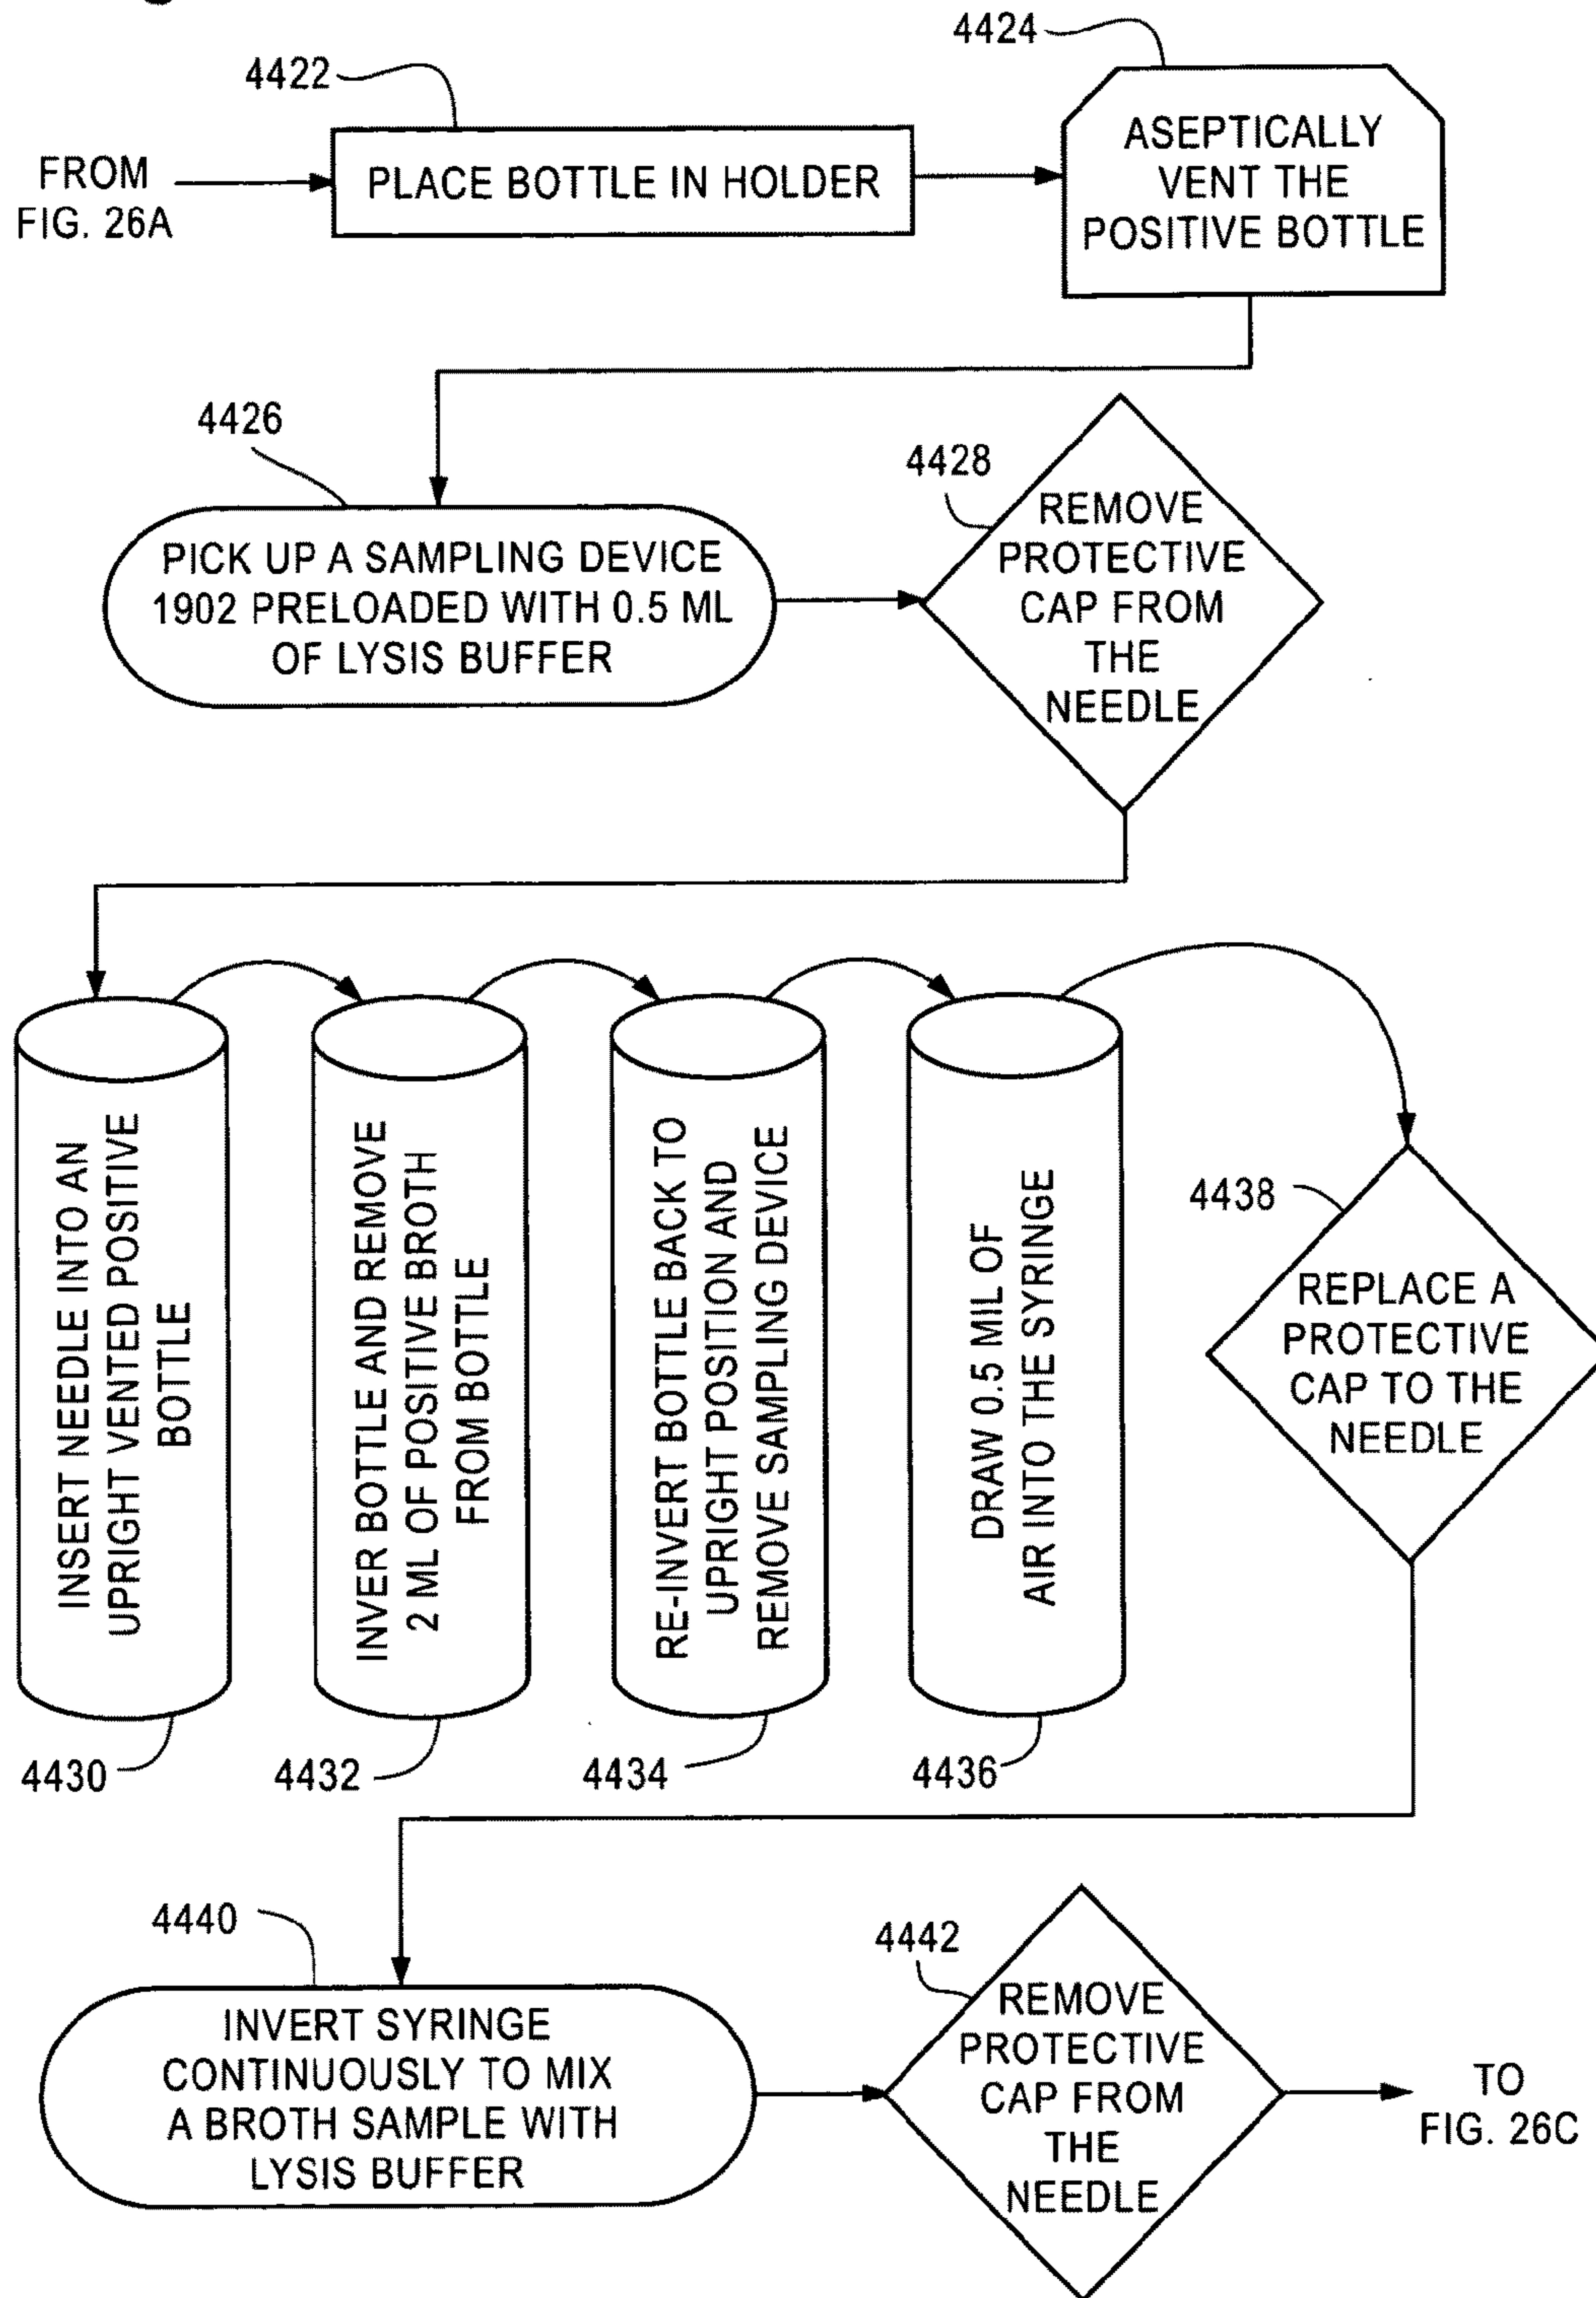 4422
4424
FROM
FIG. 26A
PLACE BOTTLE IN HOLDER
ASEPTICALLY
VENT THE
POSITIVE BOTTLE
4426
PICK UP A SAMPLING DEVICE
1902 PRELOADED WITH 0.5 ML
OF LYSIS BUFFER
4428
REMOVE
PROTECTIVE
CAP FROM
THE
NEEDLE
INSERT NEEDLE INTO AN
UPRIGHT VENTED POSITIVE
BOTTLE
4430
INVER BOTTLE AND REMOVE
2 ML OF POSITIVE BROTH
FROM BOTTLE
4432
RE-INVERT BOTTLE BACK TO
UPRIGHT POSITION AND
REMOVE SAMPLING DEVICE
4434
DRAW 0.5 MIL OF
AIR INTO THE SYRINGE
4436
4438
REPLACE A
PROTECTIVE
CAP TO THE
NEEDLE
4440
INVERT SYRINGE
CONTINUOUSLY TO MIX
A BROTH SAMPLE WITH
LYSIS BUFFER
4442
REMOVE
PROTECTIVE
CAP FROM
THE
NEEDLE
TO
FIG. 26C